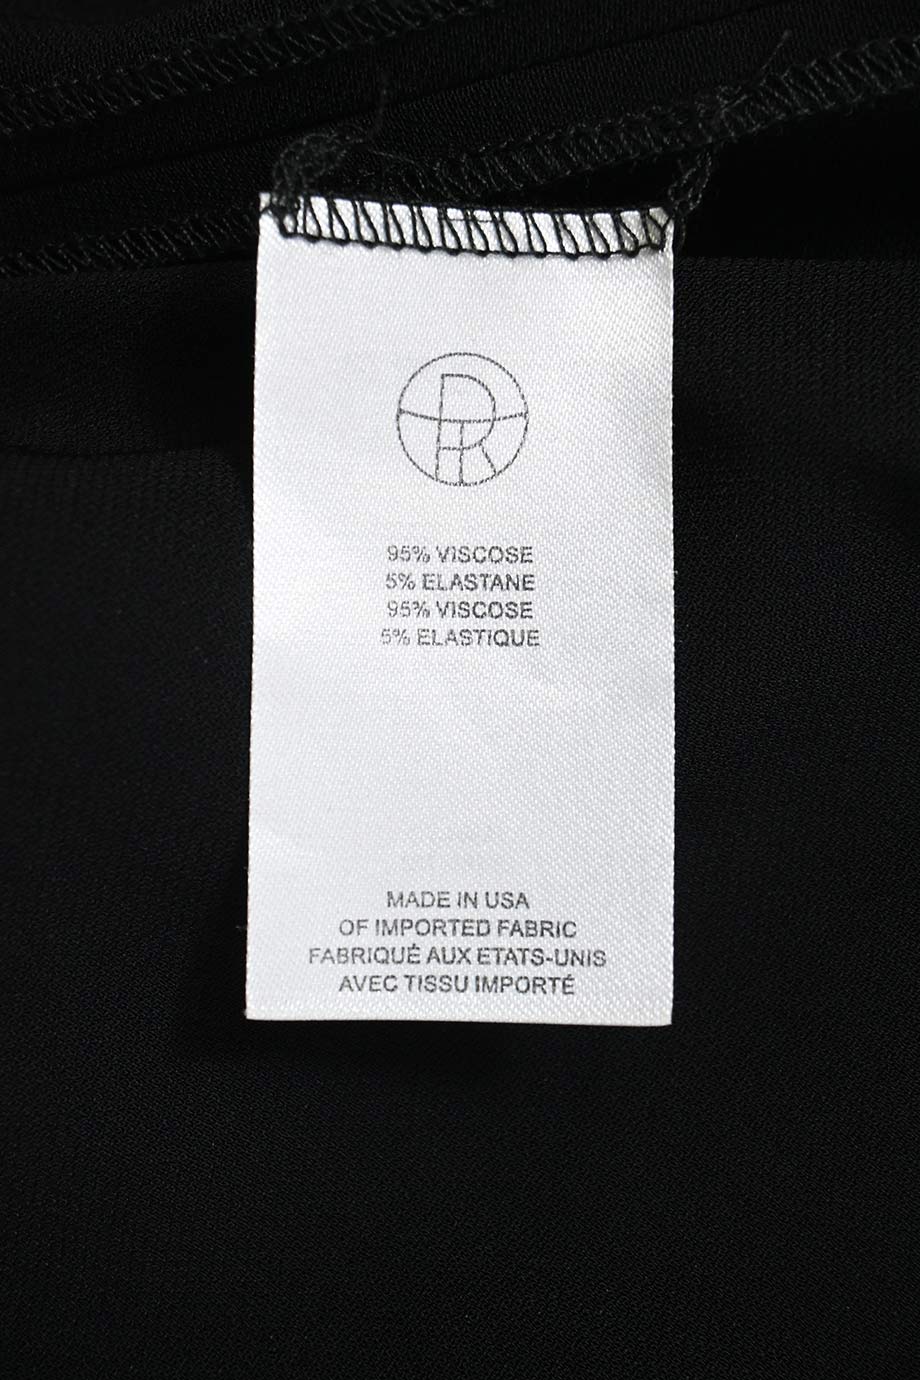 95% VISCOSE
5% ELASTANE
95% VISCOSE
5% ELASTIQUE
MADE IN USA
OF IMPORTED FABRIC
FABRIQUÉ AUX ETATS-UNIS
AVEC TISSU IMPORTÉ